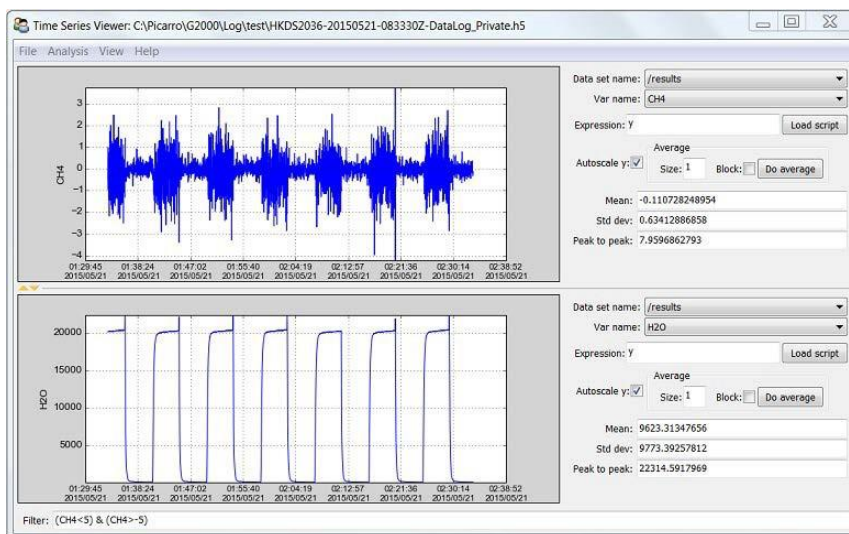 Time Series Viewer: C:\Picarro\G2000\Log\test\HKDS2036-20150521-083330Z-DataLog_Private.h5
File Analysis View Help
3
2
1
0
−1
−2
−3
−4
CH4
01:29:45 01:38:24 01:47:02 01:55:40 02:04:19 02:12:57 02:21:36 02:30:14 02:38:52
2015/05/21 2015/05/21 2015/05/21 2015/05/21 2015/05/21 2015/05/21 2015/05/21 2015/05/21 2015/05/21
Data set name: /results
Var name: CH4
Expression: y Load script
Average
Autoscale y: Size: 1 Block: Do average
Mean: -0.110728248954
Std dev: 0.63412886858
Peak to peak: 7.9596862793
20000
15000
10000
5000
H2O
01:29:45 01:38:24 01:47:02 01:55:40 02:04:19 02:12:57 02:21:36 02:30:14 02:38:52
2015/05/21 2015/05/21 2015/05/21 2015/05/21 2015/05/21 2015/05/21 2015/05/21 2015/05/21 2015/05/21
Data set name: /results
Var name: H2O
Expression: y Load script
Average
Autoscale y: Size: 1 Block: Do average
Mean: 9623.31347656
Std dev: 9773.39257812
Peak to peak: 22314.5917969
Filter: (CH4<5) & (CH4>-5)